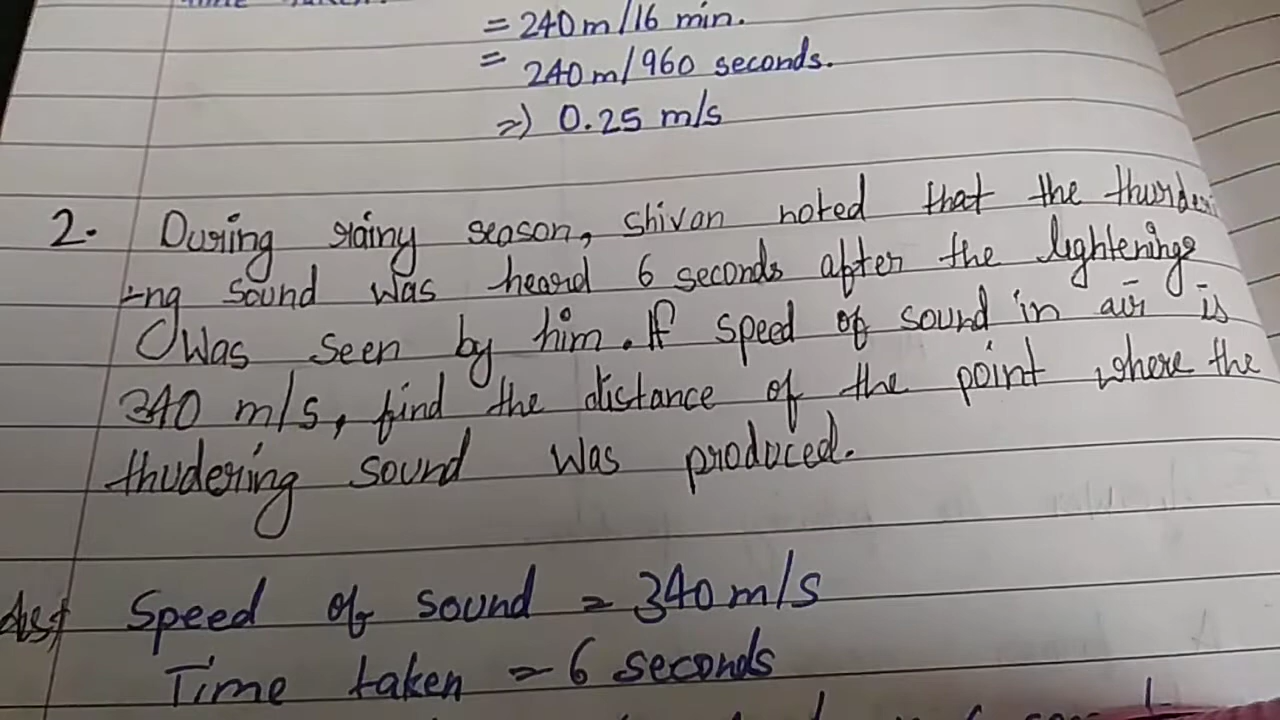 = 240 m/16 min.
= 240 m/960 seconds.
=) 0.25 m/s
2. During rainy season, shivan noted that the thunder
-ng sound was heard 6 seconds after the lightening
was seen by him. If speed of sound in air is
340 m/s, find the distance of the point where the
thudering sound was produced.
Speed of sound = 340 m/s
Time taken = 6 seconds